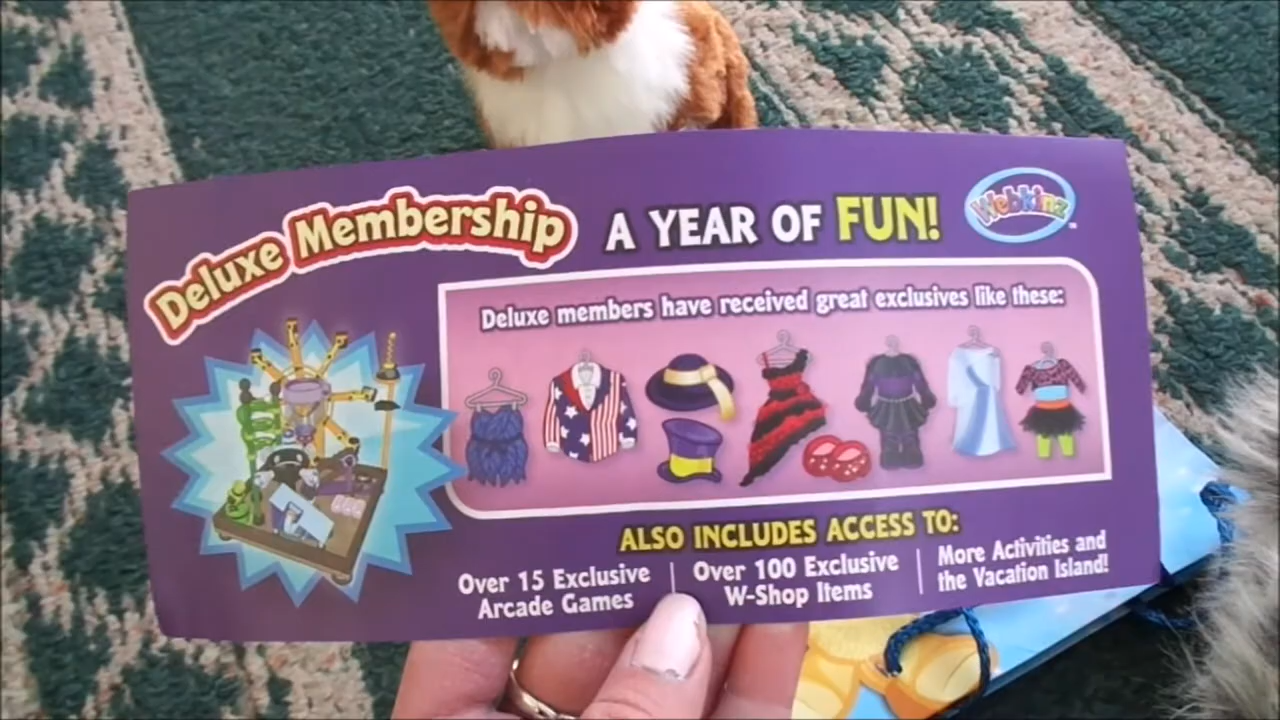 Deluxe Membership
A YEAR OF FUN!
Webkinz™
Deluxe members have received great exclusives like these:
ALSO INCLUDES ACCESS TO:
Over 15 Exclusive
Arcade Games
Over 100 Exclusive
W-Shop Items
More Activities and
the Vacation Island!